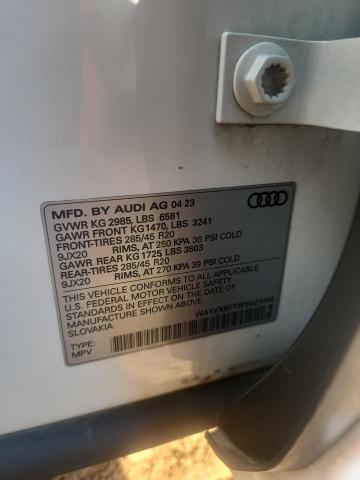 MFD. BY AUDI AG 04 23
GVWR KG 2985, LBS 6581
GAWR FRONT KG1470, LBS 3241
FRONT-TIRES 285/45 R20
9JX20 RIMS, AT 250 KPA 36 PSI COLD
GAWR REAR KG 1725 LBS 3803
REAR-TIRES 285/45 R20
9JX20 RIMS, AT 270 KPA 39 PSI COLD
THIS VEHICLE CONFORMS TO ALL APPLICABLE
U.S. FEDERAL MOTOR VEHICLE SAFETY
STANDARDS IN EFFECT ON THE DATE OF
MANUFACTURE SHOWN ABOVE. MADE IN
SLOVAKIA
TYPE:
MPV